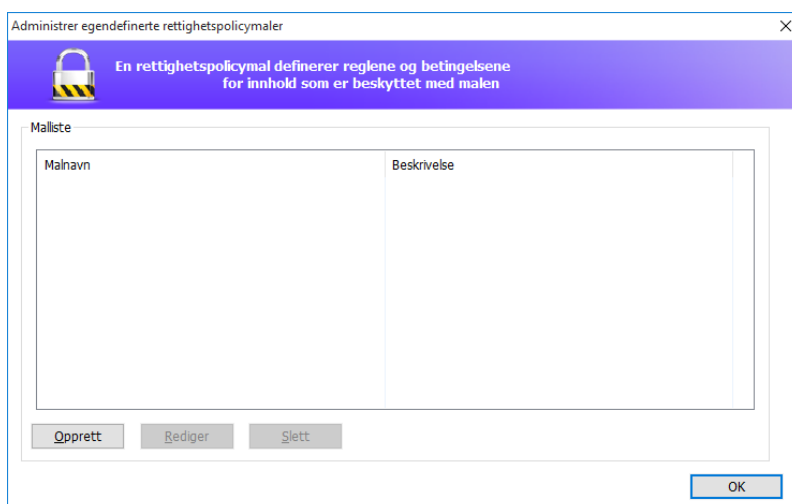 Administrer egendefinerte rettighetspolicymaler
En rettighetspolicymal definerer reglene og betingelsene
for innhold som er beskyttet med malen
Malliste
Malnavn Beskrivelse
Opprett Rediger Slett
OK